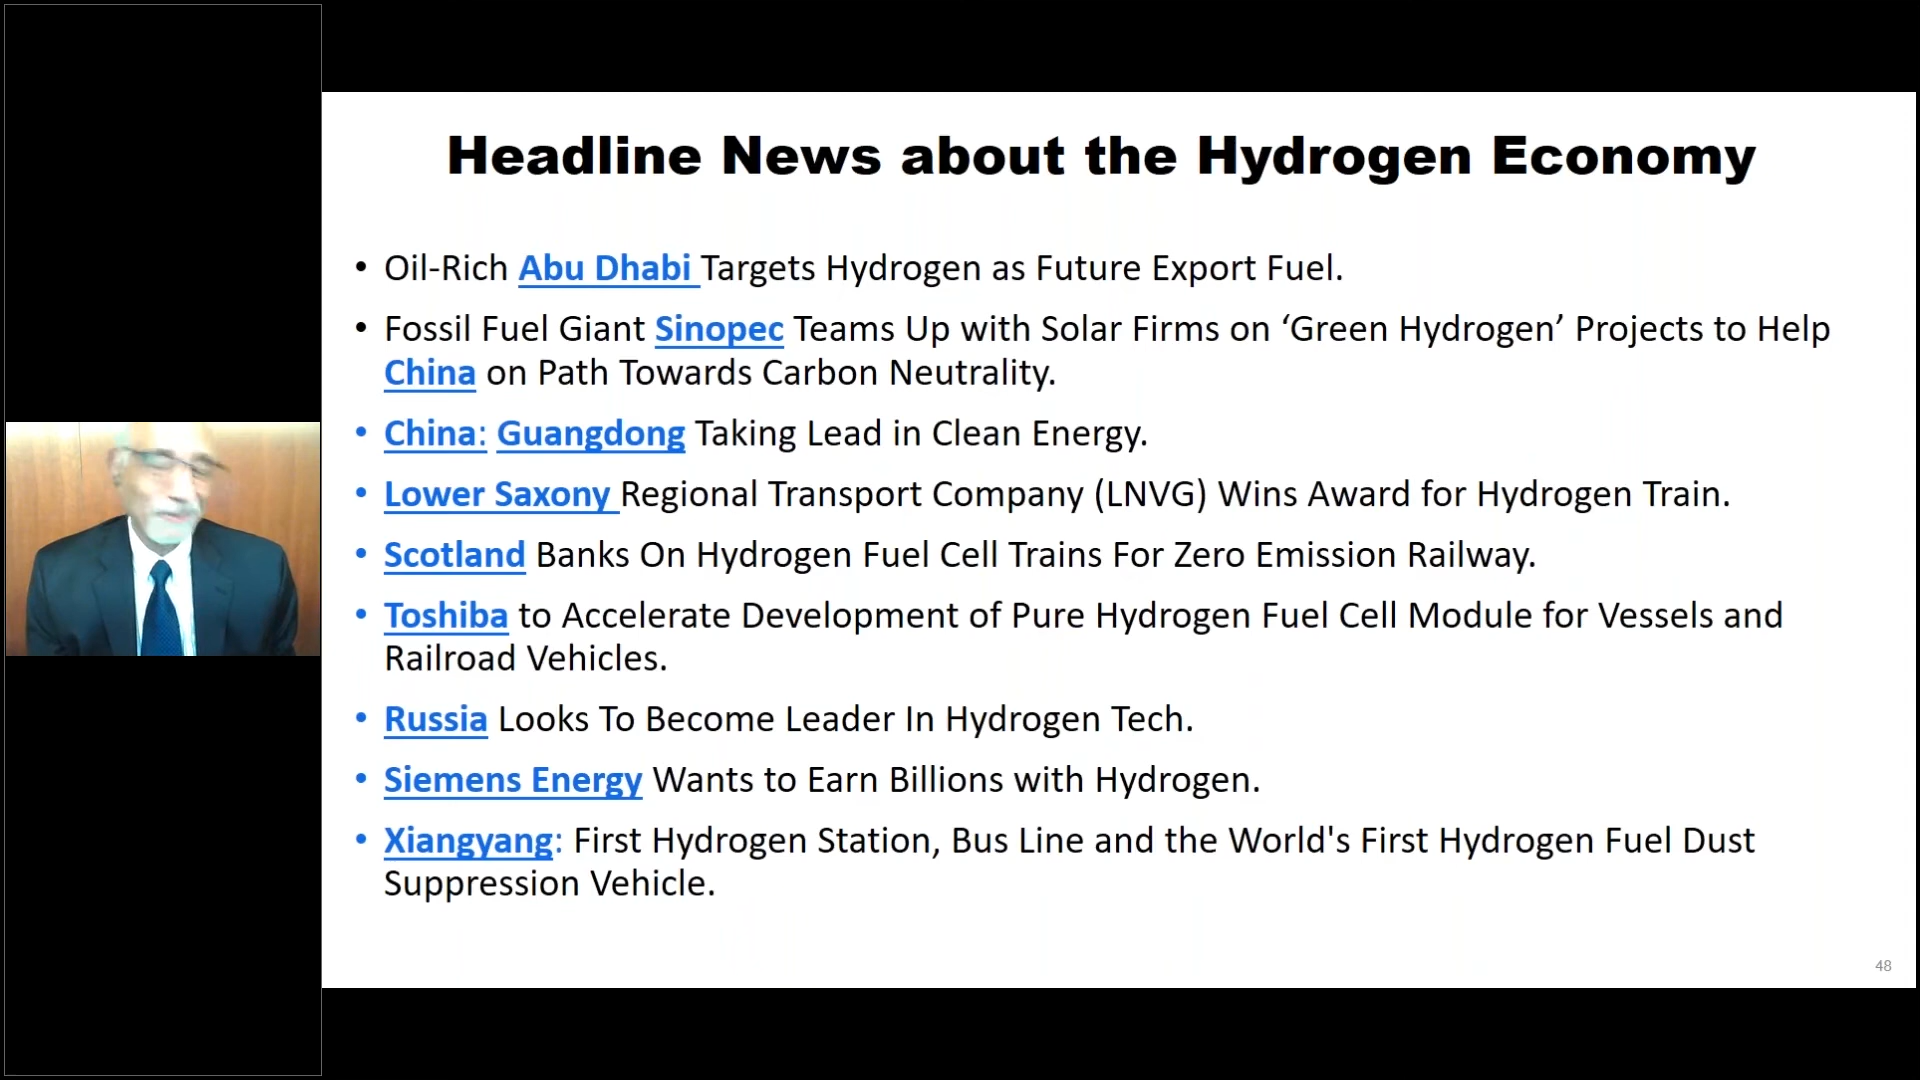 Headline News about the Hydrogen Economy
• Oil-Rich Abu Dhabi Targets Hydrogen as Future Export Fuel.
• Fossil Fuel Giant Sinopec Teams Up with Solar Firms on ‘Green Hydrogen’ Projects to Help
China on Path Towards Carbon Neutrality.
• China: Guangdong Taking Lead in Clean Energy.
• Lower Saxony Regional Transport Company (LNVG) Wins Award for Hydrogen Train.
• Scotland Banks On Hydrogen Fuel Cell Trains For Zero Emission Railway.
• Toshiba to Accelerate Development of Pure Hydrogen Fuel Cell Module for Vessels and
Railroad Vehicles.
• Russia Looks To Become Leader In Hydrogen Tech.
• Siemens Energy Wants to Earn Billions with Hydrogen.
• Xiangyang: First Hydrogen Station, Bus Line and the World's First Hydrogen Fuel Dust
Suppression Vehicle.
48